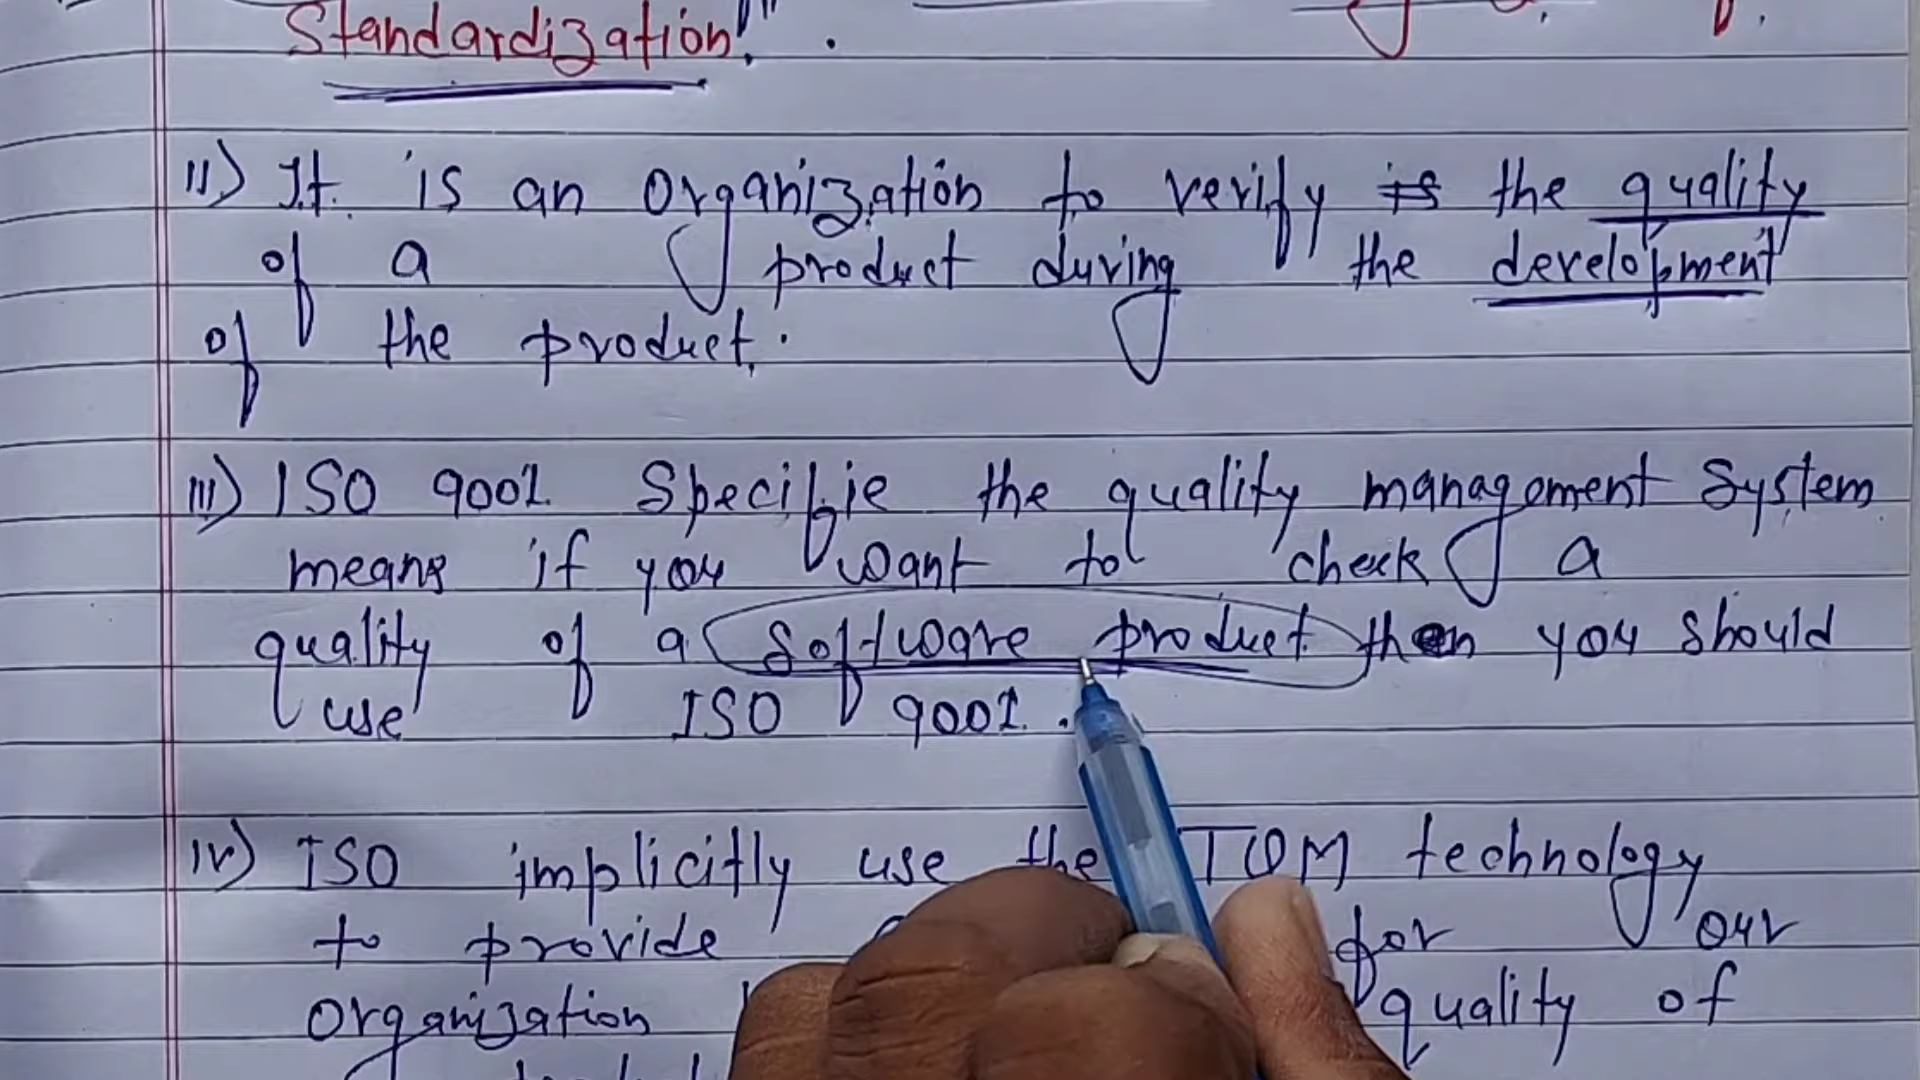 Standardization!".
II) It. is an organization to verify is the quality
of a product during the development
of the product.
III) ISO 9001 Specifie the quality management System
means if you want to check a
quality of a software product then you should
use ISO 9001.
IV) ISO implicitly use the TQM technology
to provide for our
organization quality of